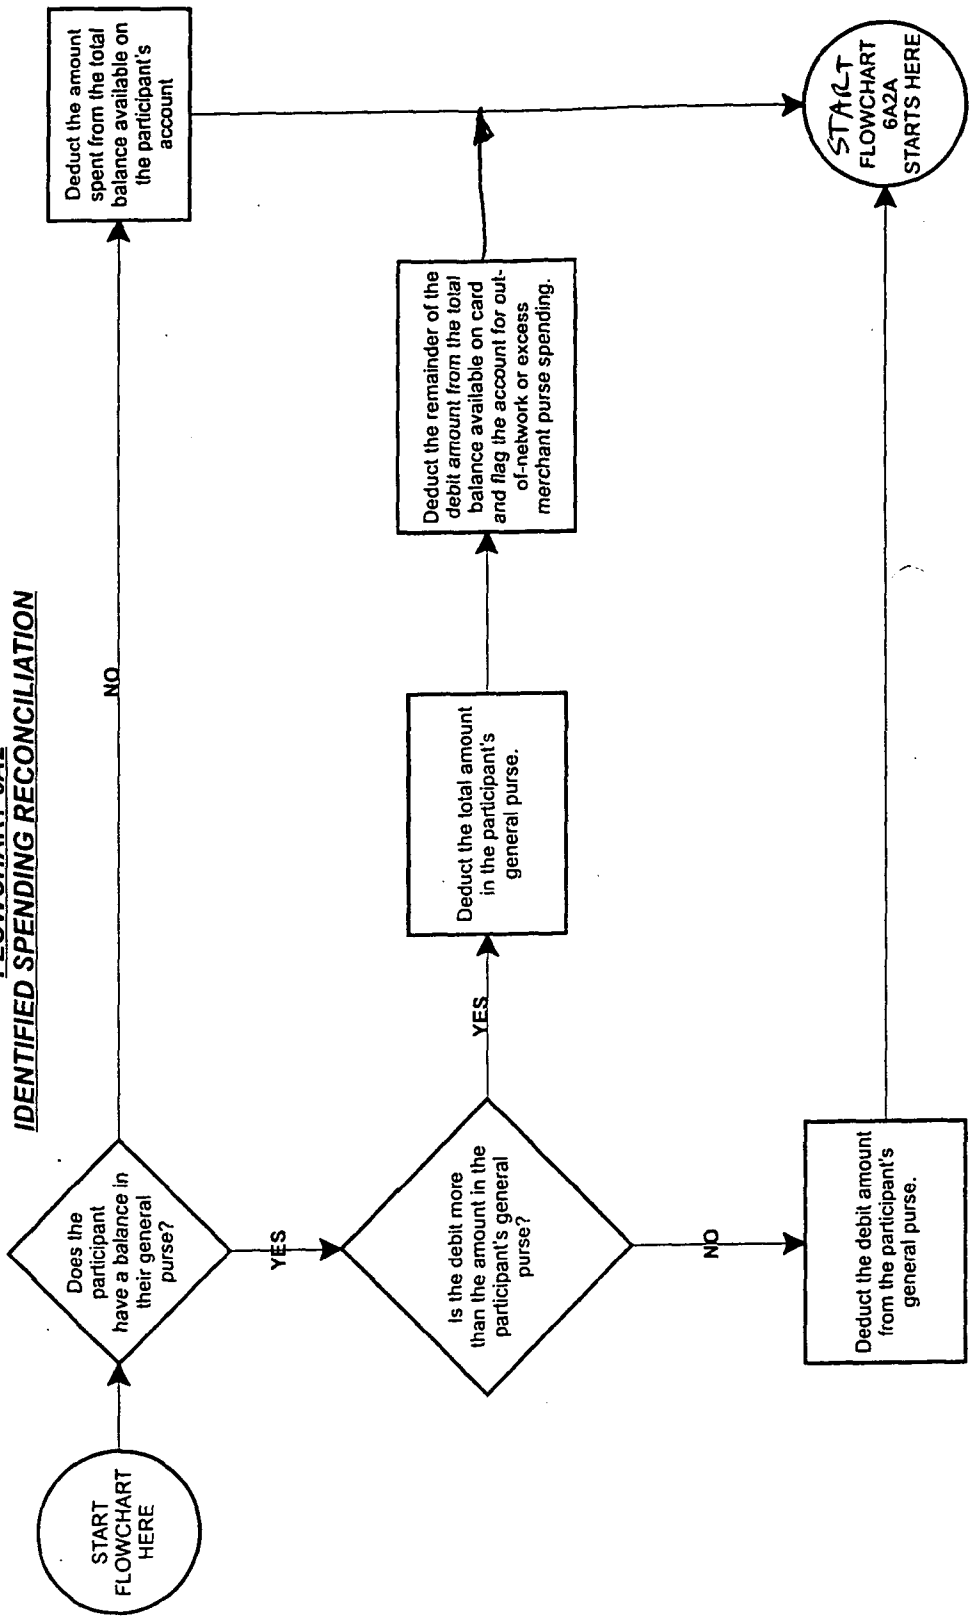 IDENTIFIED SPENDING RECONCILIATION
START
FLOWCHART
HERE
Does the
participant
have a balance in
their general
purse?
NO
Deduct the amount
spent from the total
balance available on
the participant's
account
YES
Is the debit more
than the amount in the
participant's general
purse?
YES
Deduct the total amount
in the participant's
general purse.
Deduct the remainder of the
debit amount from the total
balance available on card
and flag the account for out-
of-network or excess
merchant purse spending.
NO
Deduct the debit amount
from the participant's
general purse.
START
FLOWCHART
6A2A
STARTS HERE